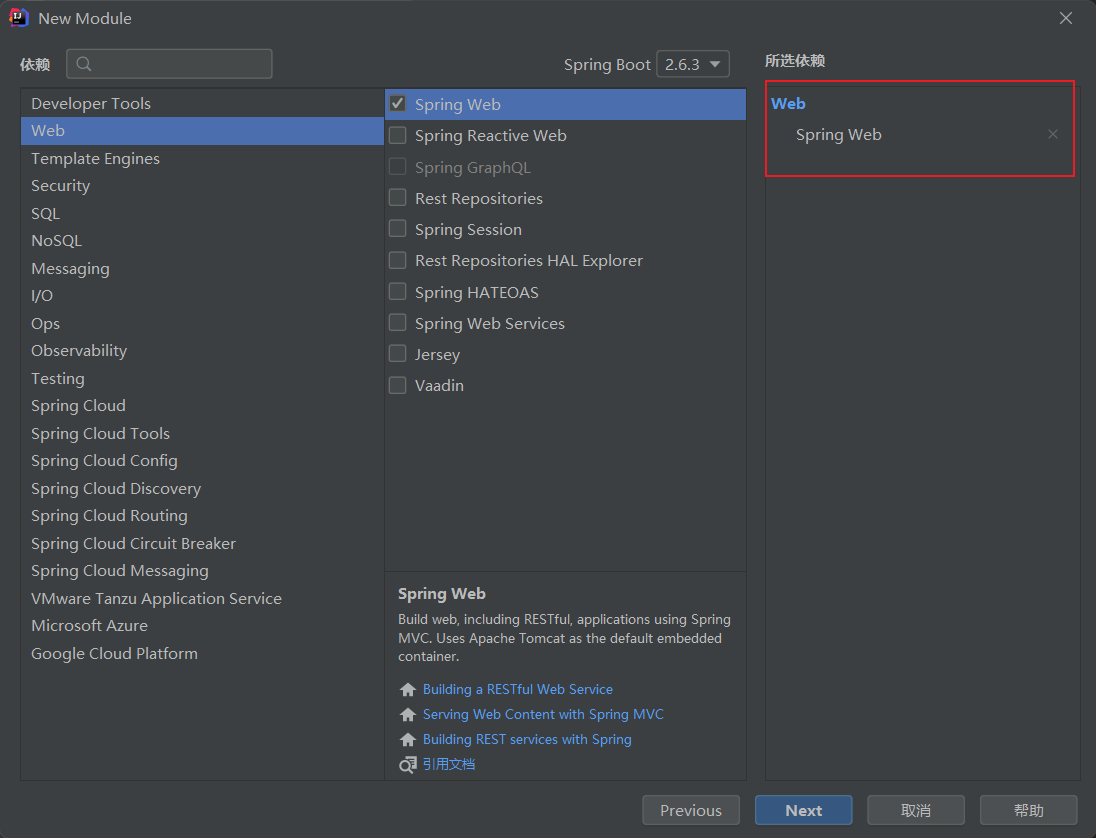 New Module
依赖
Spring Boot 2.6.3
所选依赖
Developer Tools
Web
Template Engines
Security
SQL
NoSQL
Messaging
I/O
Ops
Observability
Testing
Spring Cloud
Spring Cloud Tools
Spring Cloud Config
Spring Cloud Discovery
Spring Cloud Routing
Spring Cloud Circuit Breaker
Spring Cloud Messaging
VMware Tanzu Application Service
Microsoft Azure
Google Cloud Platform
Spring Web
Spring Reactive Web
Spring GraphQL
Rest Repositories
Spring Session
Rest Repositories HAL Explorer
Spring HATEOAS
Spring Web Services
Jersey
Vaadin
Spring Web
Build web, including RESTful, applications using Spring
MVC. Uses Apache Tomcat as the default embedded
container.
Building a RESTful Web Service
Serving Web Content with Spring MVC
Building REST services with Spring
引用文档
Web
Spring Web
Previous
Next
取消
帮助